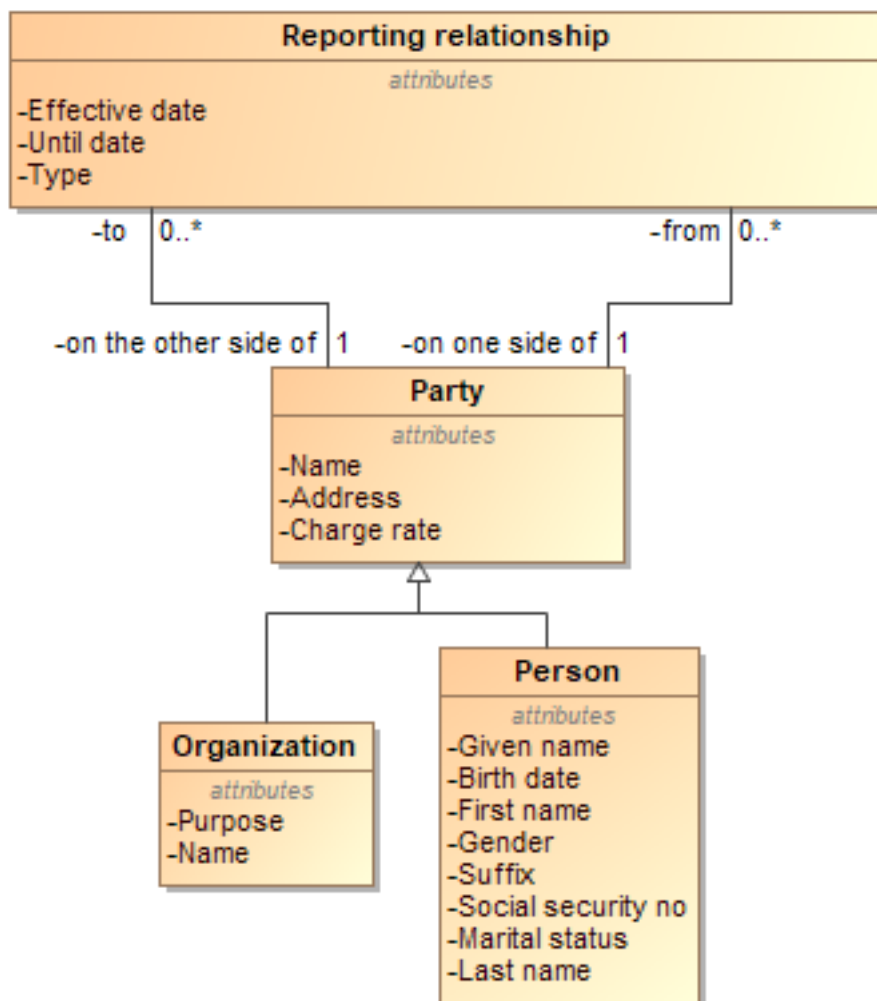 Reporting relationship
attributes
-Effective date
-Until date
-Type
-to 0..* -from 0..*
-on the other side of 1 -on one side of 1
Party
attributes
-Name
-Address
-Charge rate
Person
attributes
-Given name
-Birth date
-First name
-Gender
-Suffix
-Social security no
-Marital status
-Last name
Organization
attributes
-Purpose
-Name